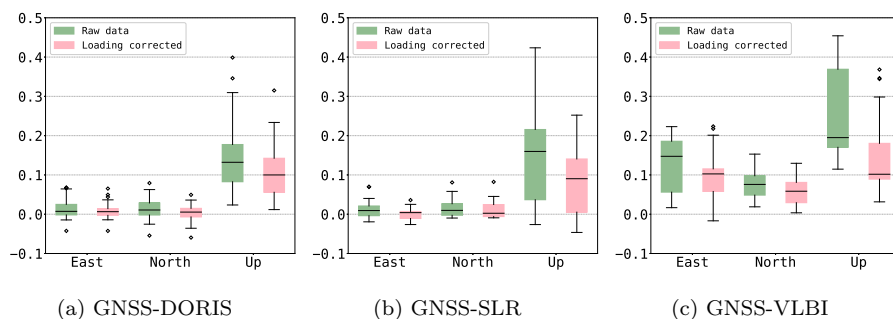 0.5
0.4
0.3
0.2
0.1
0.0
−0.1
Raw data
Loading corrected
East North Up
(a) GNSS-DORIS
0.5
0.4
0.3
0.2
0.1
0.0
−0.1
Raw data
Loading corrected
East North Up
(b) GNSS-SLR
0.5
0.4
0.3
0.2
0.1
0.0
−0.1
Raw data
Loading corrected
East North Up
(c) GNSS-VLBI